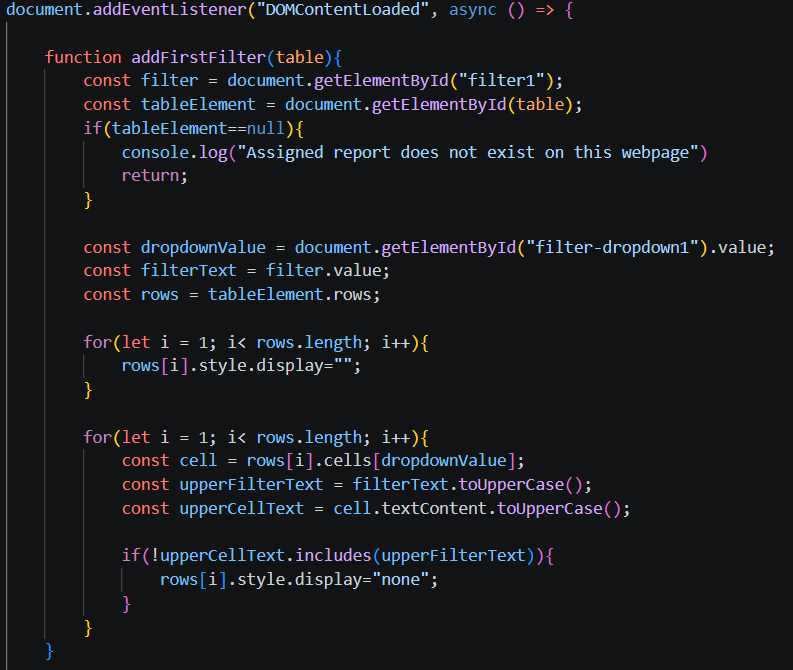 document.addEventListener("DOMContentLoaded", async () => {
function addFirstFilter(table){
const filter = document.getElementById("filter1");
const tableElement = document.getElementById(table);
if(tableElement==null){
console.log("Assigned report does not exist on this webpage")
return;
}
const dropdownValue = document.getElementById("filter-dropdown1").value;
const filterText = filter.value;
const rows = tableElement.rows;
for(let i = 1; i< rows.length; i++){
rows[i].style.display="";
}
for(let i = 1; i< rows.length; i++){
const cell = rows[i].cells[dropdownValue];
const upperFilterText = filterText.toUpperCase();
const upperCellText = cell.textContent.toUpperCase();
if(!upperCellText.includes(upperFilterText)){
rows[i].style.display="none";
}
}
}